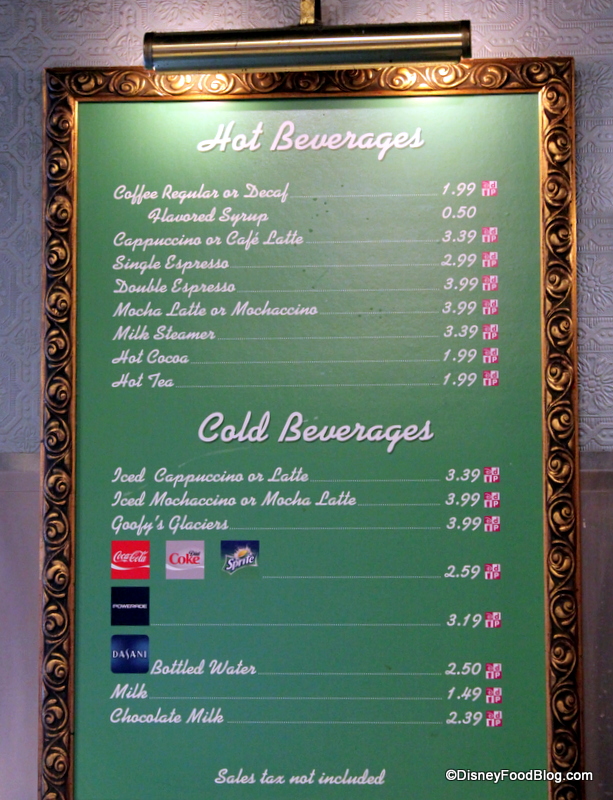 Hot Beverages
Coffee Regular or Decaf 1.99
Flavored Syrup 0.50
Cappuccino or Café Latte 3.39
Single Espresso 2.99
Double Espresso 3.99
Mocha Latte or Mochaccino 3.99
Milk Steamer 3.39
Hot Cocoa 1.99
Hot Tea 1.99
Cold Beverages
Iced Cappuccino or Latte 3.39
Iced Mochaccino or Mocha Latte 3.99
Goofy's Glaciers 3.99
Coca-Cola Coke Sprite 2.59
POWERADE 3.19
DASANI Bottled Water 2.50
Milk 1.49
Chocolate Milk 2.39
Sales tax not included
©DisneyFoodBlog.com